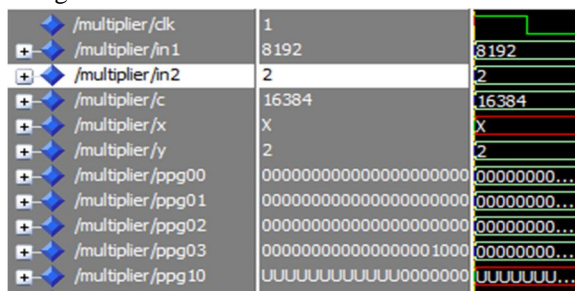 /multiplier/clk 1
/multiplier/in1 8192 8192
/multiplier/in2 2 2
/multiplier/c 16384 16384
/multiplier/x X X
/multiplier/y 2 2
/multiplier/ppg00 00000000000000000000 00000000...
/multiplier/ppg01 00000000000000000000 00000000...
/multiplier/ppg02 00000000000000000000 00000000...
/multiplier/ppg03 00000000000000001000 00000000...
/multiplier/ppg10 UUUUUUUUUUUUU0000000 UUUUUUU...